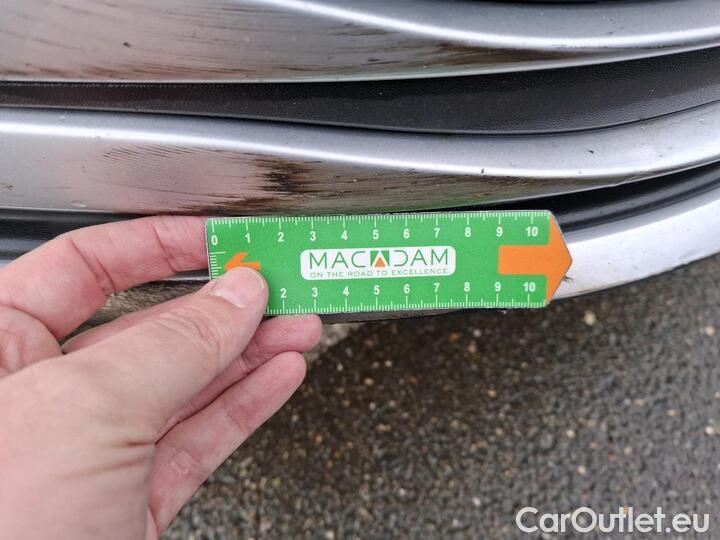 0 1 2 3 4 5 6 7 8 9 10
MACADAM
ON THE ROAD TO EXCELLENCE
2 3 4 5 6 7 8 9 10
CarOutlet.eu